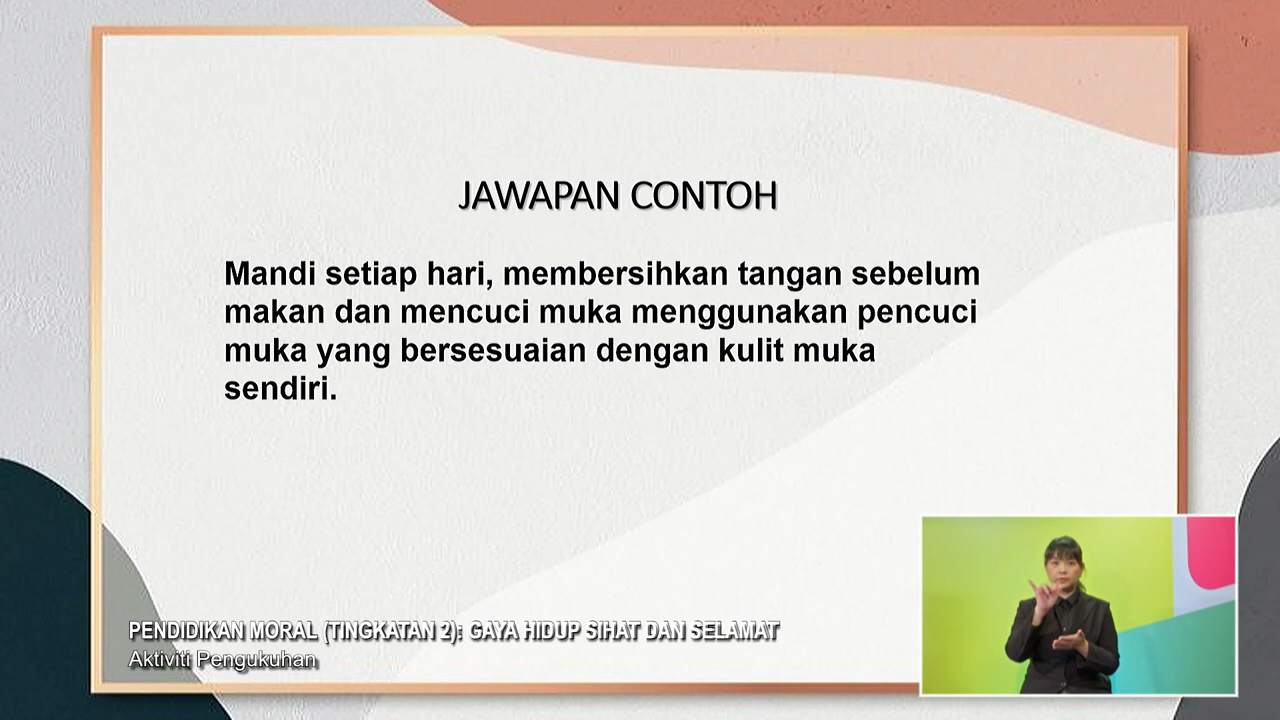 JAWAPAN CONTOH
Mandi setiap hari, membersihkan tangan sebelum
makan dan mencuci muka menggunakan pencuci
muka yang bersesuaian dengan kulit muka
sendiri.
PENDIDIKAN MORAL (TINGKATAN 2): GAYA HIDUP SIHAT DAN SELAMAT
Aktiviti Pengukuhan